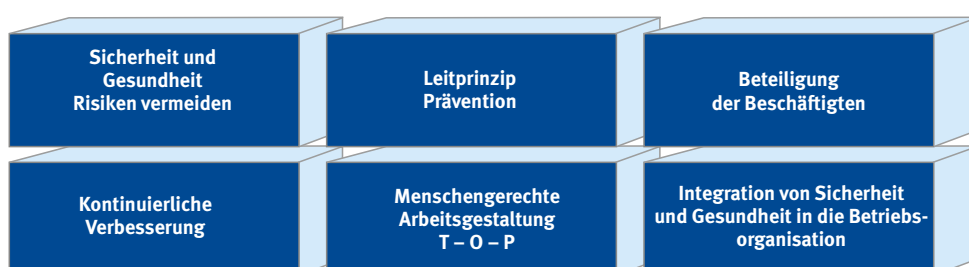 Sicherheit und
Gesundheit
Risiken vermeiden
Leitprinzip
Prävention
Beteiligung
der Beschäftigten
Kontinuierliche
Verbesserung
Menschengerechte
Arbeitsgestaltung
T – O – P
Integration von Sicherheit
und Gesundheit in die Betriebs-
organisation